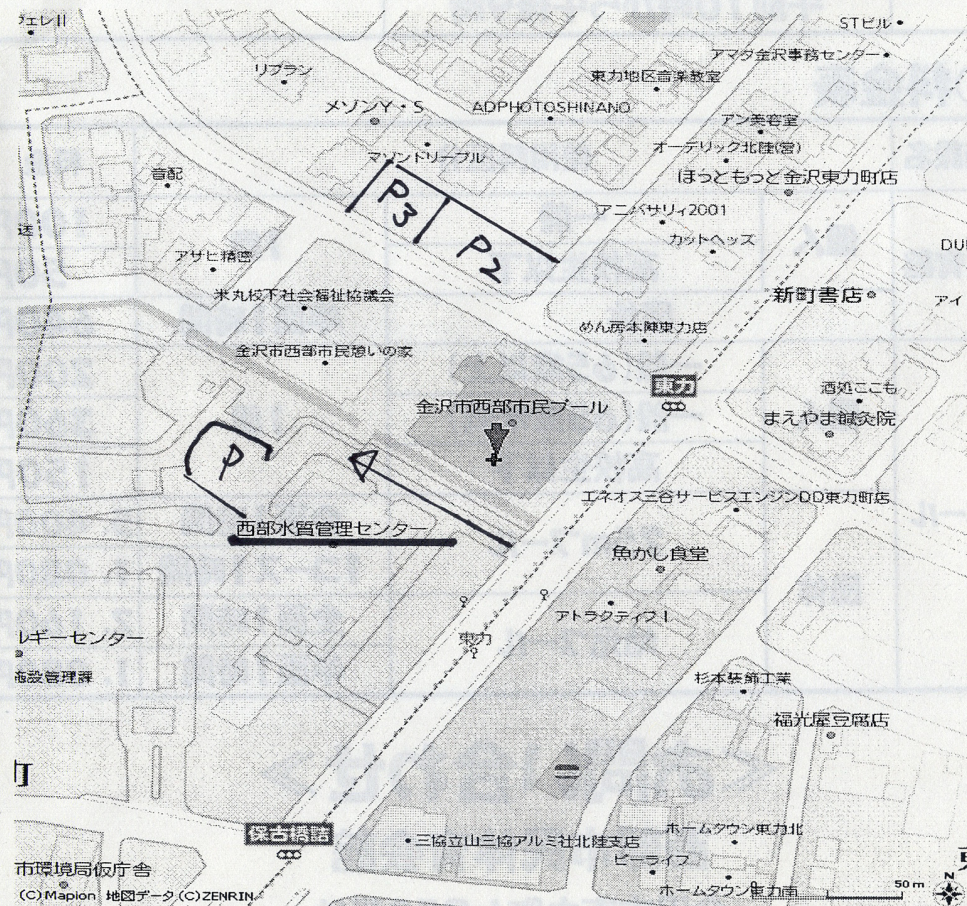 フェレII
STビル
アマダ金沢事務センター
リブラン
東力地区音楽教室
メゾンY・S
ADPHOTOSHINANO
アン美容室
マソントリーブル
オーデリック北陸(営)
音配
ほっともっと金沢東力町店
P3
P2
アニバサリィ2001
送
カットヘッズ
アサヒ精密
DU
米丸校下社会福祉協議会
新町書店
アイ
めん房本陣東力店
金沢市西部市民憩いの家
東力
酒処ここも
金沢市西部市民プール
まえやま鍼灸院
P
エネオス三谷サービスエンジンDD東力町店
西部水質管理センター
魚がし食堂
アトラクティブI
ルギーセンター
東力
施設管理課
杉本装飾工業
福光屋豆腐店
町
保古橋詰
三協立山三協アルミ社北陸支店
ホームタウン東力北
ビーライフ
市環境局仮庁舎
ホームタウン東力南
50m
N
(C)Mapion 地図データ(C)ZENRIN